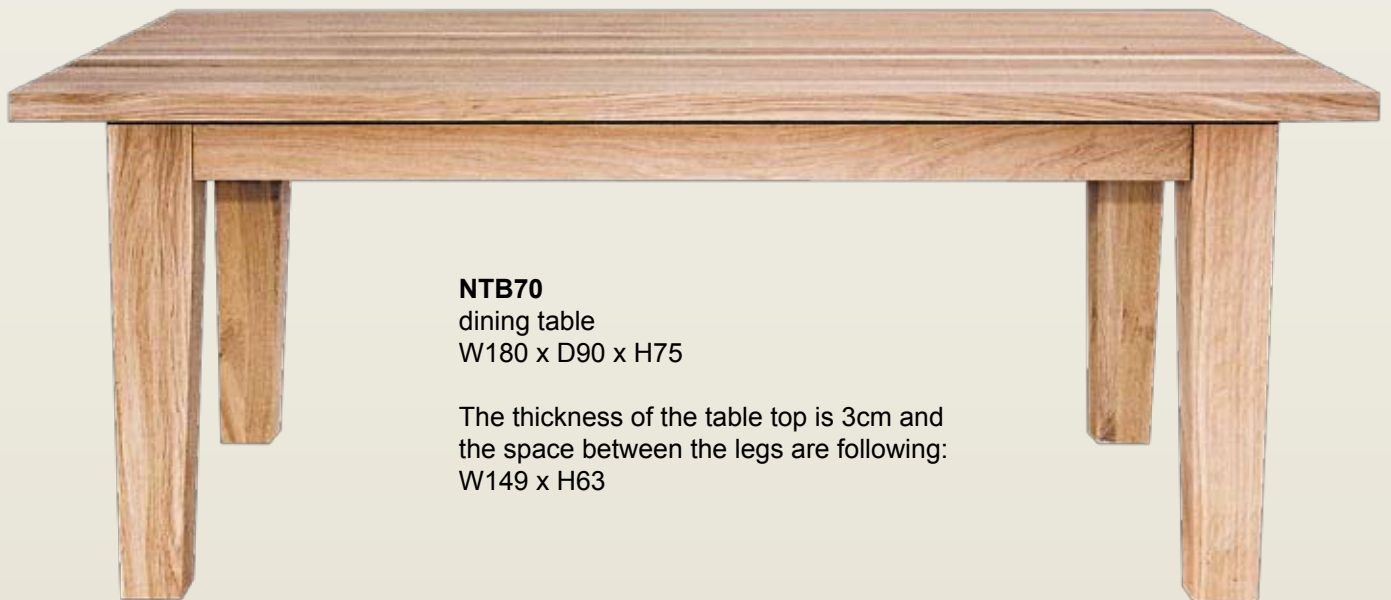 NTB70
dining table
W180 x D90 x H75
The thickness of the table top is 3cm and
the space between the legs are following:
W149 x H63